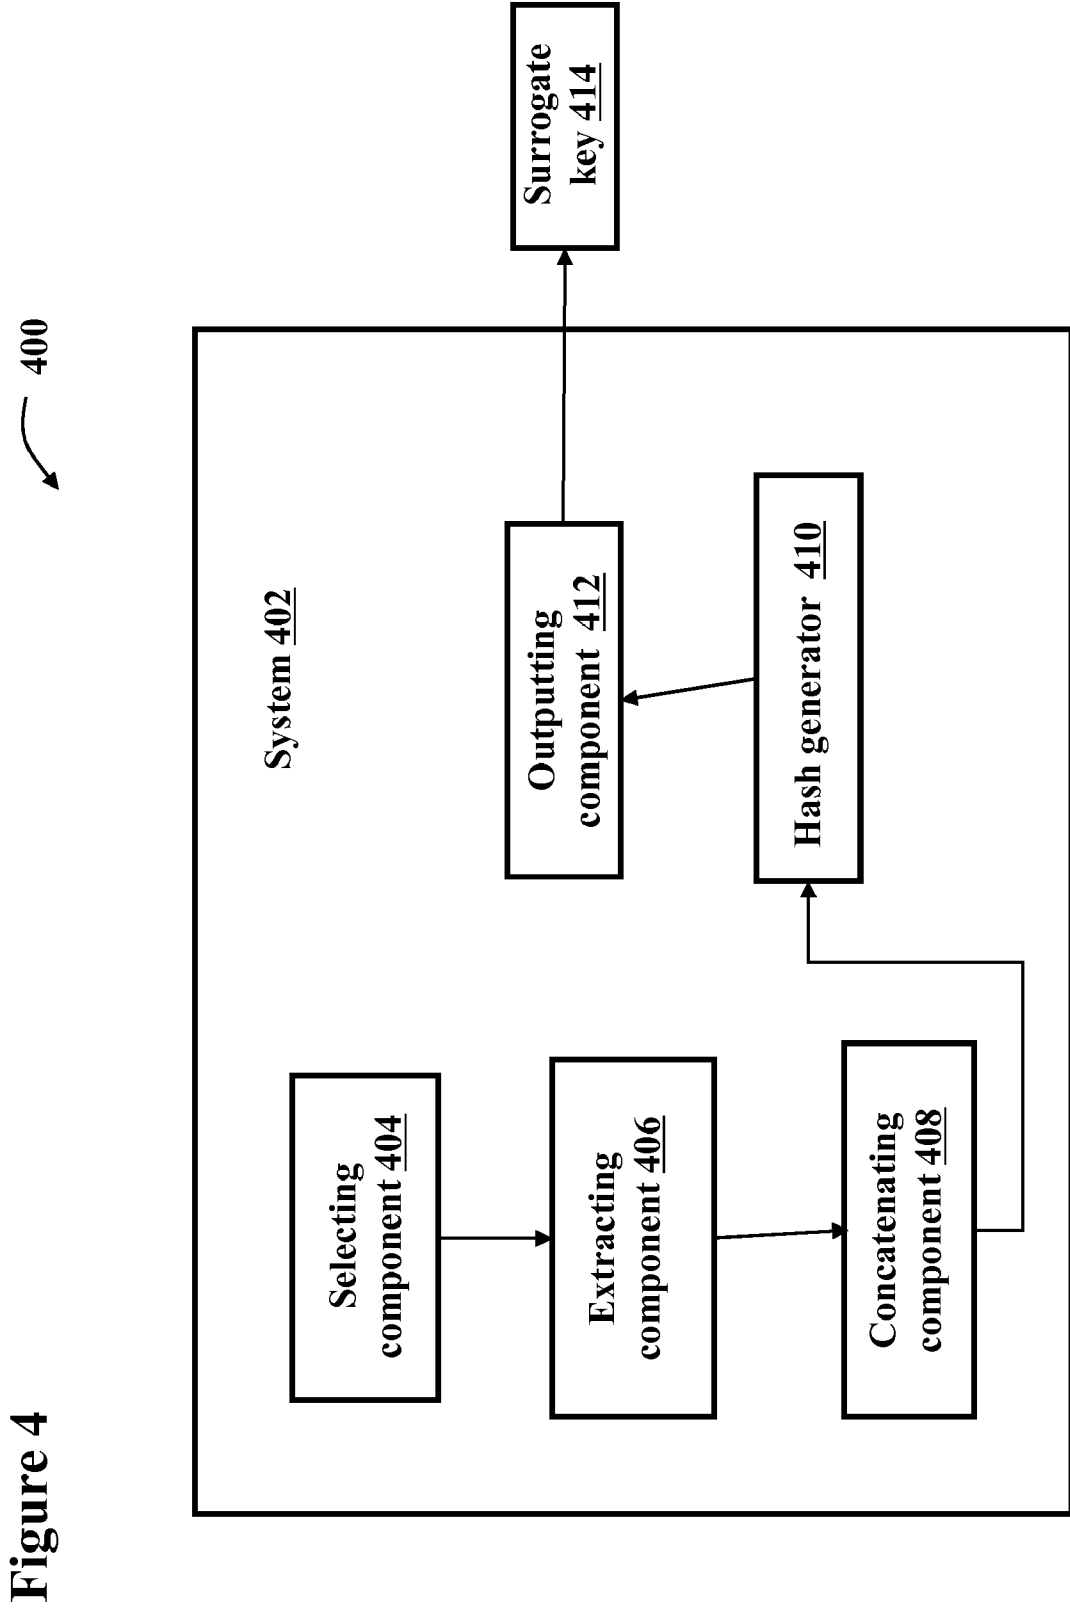 Figure 4
400
System 402
Selecting
component 404
Extracting
component 406
Concatenating
component 408
Hash generator 410
Outputting
component 412
Surrogate
key 414